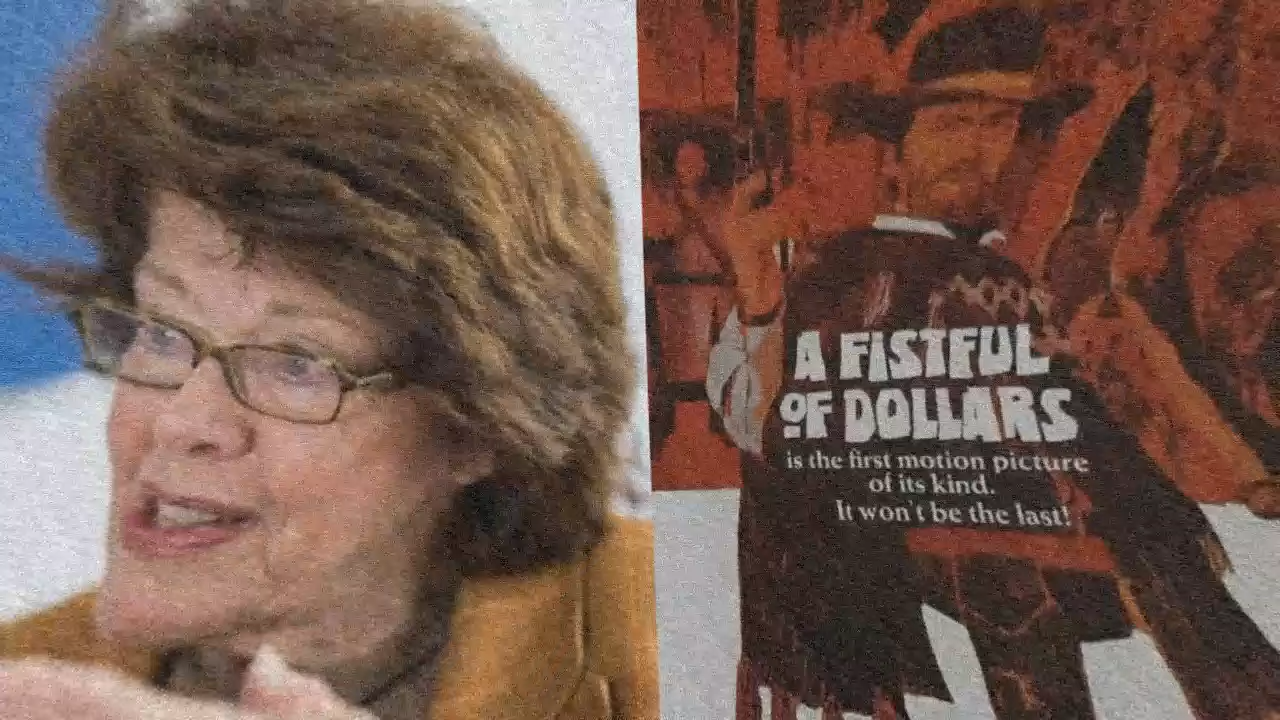 A FISTFUL
OF DOLLARS
is the first motion picture
of its kind.
It won't be the last!